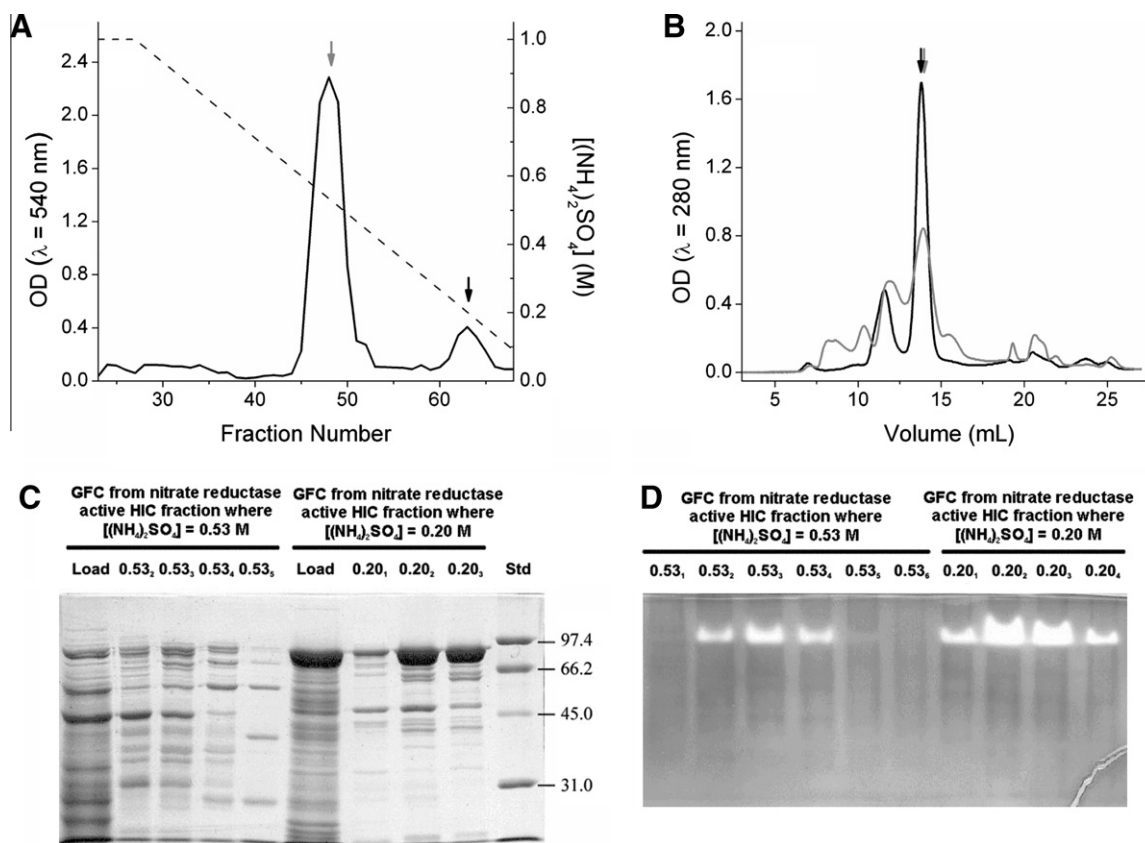 A
2.4
2.0
1.6
1.2
0.8
0.4
0.0
OD (λ = 540 nm)
30
40
50
60
Fraction Number
1.0
0.8
0.6
0.4
0.2
0.0
[(NH₄)₂SO₄] (M)
B
2.0
1.6
1.2
0.8
0.4
0.0
OD (λ = 280 nm)
5
10
15
20
25
Volume (mL)
C
GFC from nitrate reductase
active HIC fraction where
[(NH₄)₂SO₄] = 0.53 M
GFC from nitrate reductase
active HIC fraction where
[(NH₄)₂SO₄] = 0.20 M
Load 0.53₂ 0.53₃ 0.53₄ 0.53₅ Load 0.20₁ 0.20₂ 0.20₃ Std
97.4
66.2
45.0
31.0
D
GFC from nitrate reductase
active HIC fraction where
[(NH₄)₂SO₄] = 0.53 M
GFC from nitrate reductase
active HIC fraction where
[(NH₄)₂SO₄] = 0.20 M
0.53₁ 0.53₂ 0.53₃ 0.53₄ 0.53₅ 0.53₆ 0.20₁ 0.20₂ 0.20₃ 0.20₄